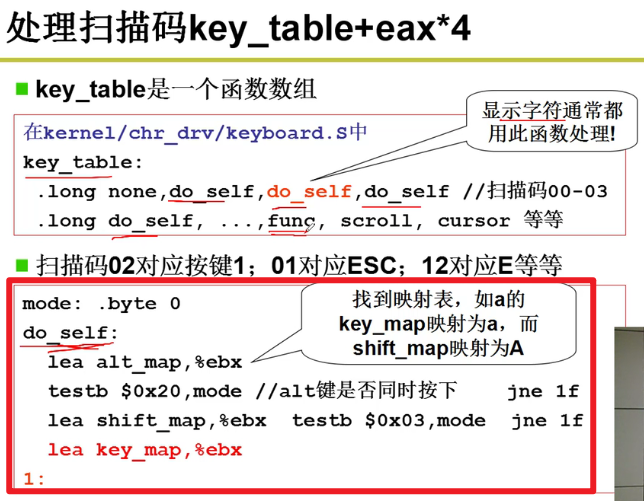 处理扫描码key_table+eax*4
key_table是一个函数数组
显示字符通常都
用此函数处理!
在kernel/chr_drv/keyboard.S中
key_table:
.long none,do_self,do_self,do_self //扫描码00-03
.long do_self, ...,func, scroll, cursor 等等
扫描码02对应按键1；01对应ESC；12对应E等等
mode: .byte 0
找到映射表，如a的
key_map映射为a，而
shift_map映射为A
do_self:
lea alt_map,%ebx
testb $0x20,mode //alt键是否同时按下 jne 1f
lea shift_map,%ebx testb $0x03,mode jne 1f
lea key_map,%ebx
1: